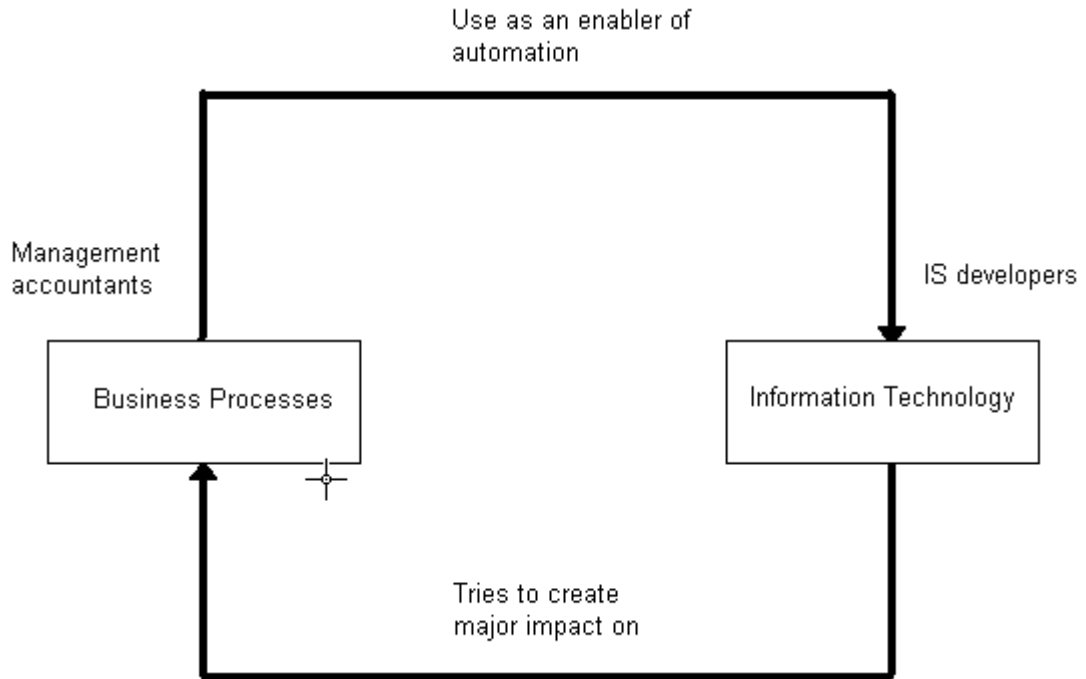 Use as an enabler of
automation
Management
accountants
IS developers
Business Processes
Information Technology
Tries to create
major impact on